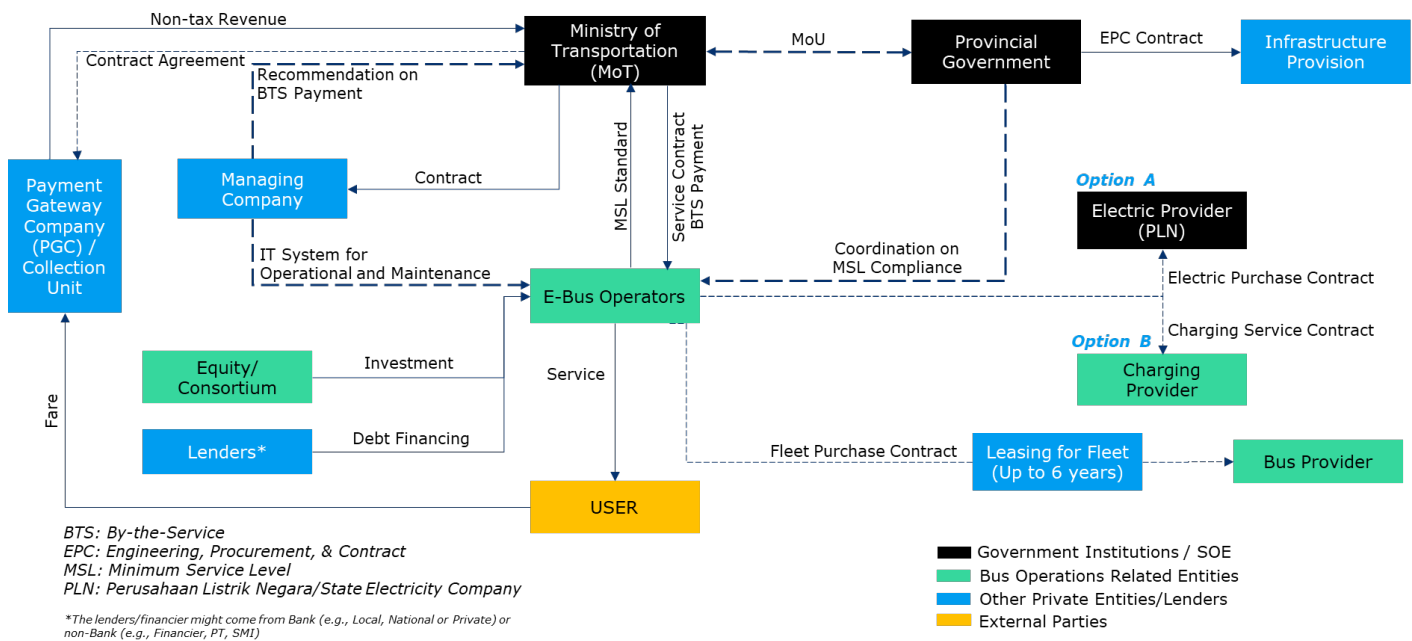 Non-tax Revenue
Ministry of
Transportation
(MoT)
MoU
Provincial
Government
EPC Contract
Infrastructure
Provision
Contract Agreement
Recommendation on
BTS Payment
Payment
Gateway
Company
(PGC) /
Collection
Unit
Managing
Company
Contract
MSL Standard
Service Contract
BTS Payment
Option A
Electric Provider
(PLN)
IT System for
Operational and Maintenance
Coordination on
MSL Compliance
E-Bus Operators
Electric Purchase Contract
Charging Service Contract
Option B
Charging
Provider
Equity/
Consortium
Investment
Service
Fare
Lenders*
Debt Financing
Fleet Purchase Contract
Leasing for Fleet
(Up to 6 years)
Bus Provider
USER
BTS: By-the-Service
EPC: Engineering, Procurement, & Contract
MSL: Minimum Service Level
PLN: Perusahaan Listrik Negara/State Electricity Company
*The lenders/financier might come from Bank (e.g., Local, National or Private) or
non-Bank (e.g., Financier, PT, SMI)
Government Institutions / SOE
Bus Operations Related Entities
Other Private Entities/Lenders
External Parties